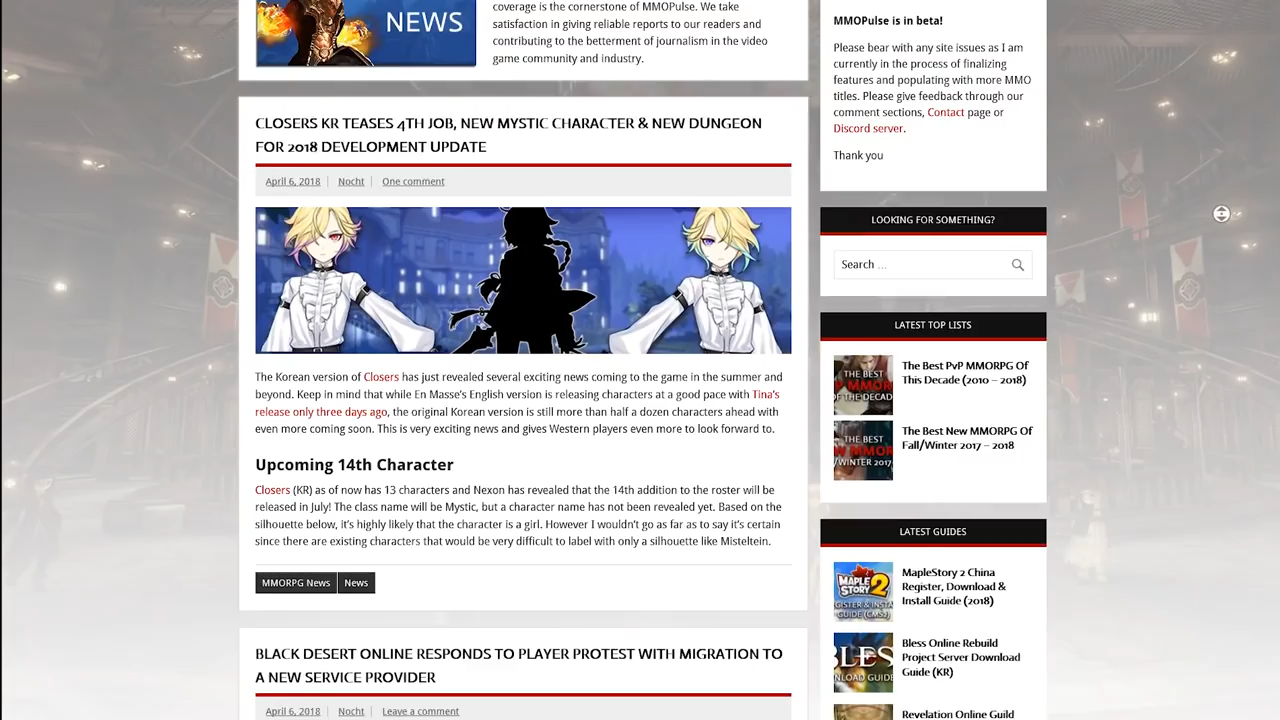 NEWS
coverage is the cornerstone of MMOPulse. We take
satisfaction in giving reliable reports to our readers and
contributing to the betterment of journalism in the video
game community and industry.
CLOSERS KR TEASES 4TH JOB, NEW MYSTIC CHARACTER & NEW DUNGEON
FOR 2018 DEVELOPMENT UPDATE
April 6, 2018 Nocht One comment
The Korean version of Closers has just revealed several exciting news coming to the game in the summer and
beyond. Keep in mind that while En Masse's English version is releasing characters at a good pace with Tina's
release only three days ago, the original Korean version is still more than half a dozen characters ahead with
even more coming soon. This is very exciting news and gives Western players even more to look forward to.
Upcoming 14th Character
Closers (KR) as of now has 13 characters and Nexon has revealed that the 14th addition to the roster will be
released in July! The class name will be Mystic, but a character name has not been revealed yet. Based on the
silhouette below, it's highly likely that the character is a girl. However I wouldn't go as far as to say it's certain
since there are existing characters that would be very difficult to label with only a silhouette like Misteltein.
MMORPG News News
BLACK DESERT ONLINE RESPONDS TO PLAYER PROTEST WITH MIGRATION TO
A NEW SERVICE PROVIDER
April 6, 2018 Nocht Leave a comment
MMOPulse is in beta!
Please bear with any site issues as I am
currently in the process of finalizing
features and populating with more MMO
titles. Please give feedback through our
comment sections, Contact page or
Discord server.
Thank you
LOOKING FOR SOMETHING?
Search …
LATEST TOP LISTS
THE BEST
OF THE DECAD
The Best PvP MMORPG Of
This Decade (2010 – 2018)
THE BEST
W MMOR
/WINTER 2017-
The Best New MMORPG Of
Fall/Winter 2017 – 2018
LATEST GUIDES
MAPLE
STORY 2
GUIDE (CMS2)
MapleStory 2 China
Register, Download &
Install Guide (2018)
BLES
NLOAD GUIDE
Bless Online Rebuild
Project Server Download
Guide (KR)
Revelation Online Guild